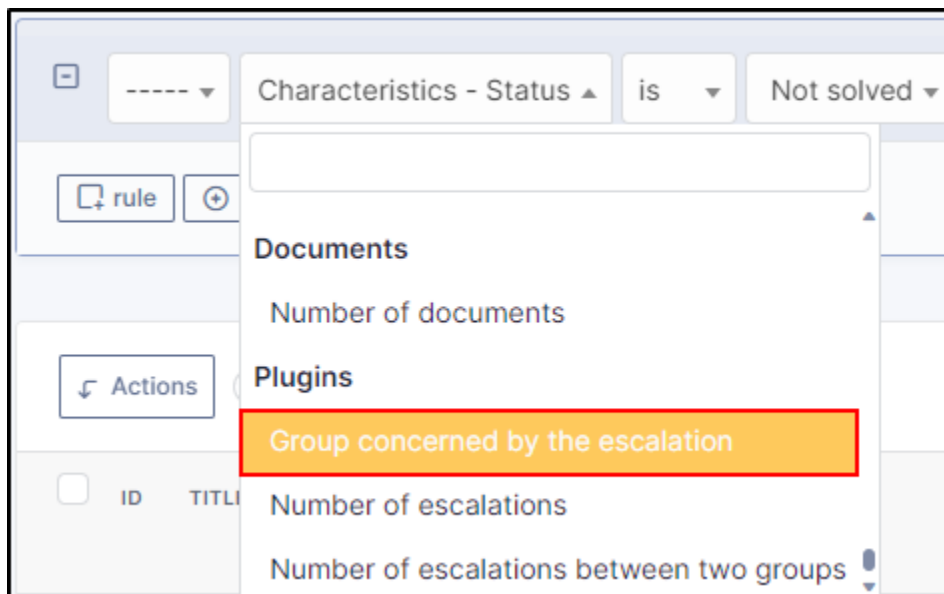 ----- Characteristics - Status is Not solved
rule
Documents
Number of documents
Actions
Plugins
Group concerned by the escalation
ID
Number of escalations
Number of escalations between two groups